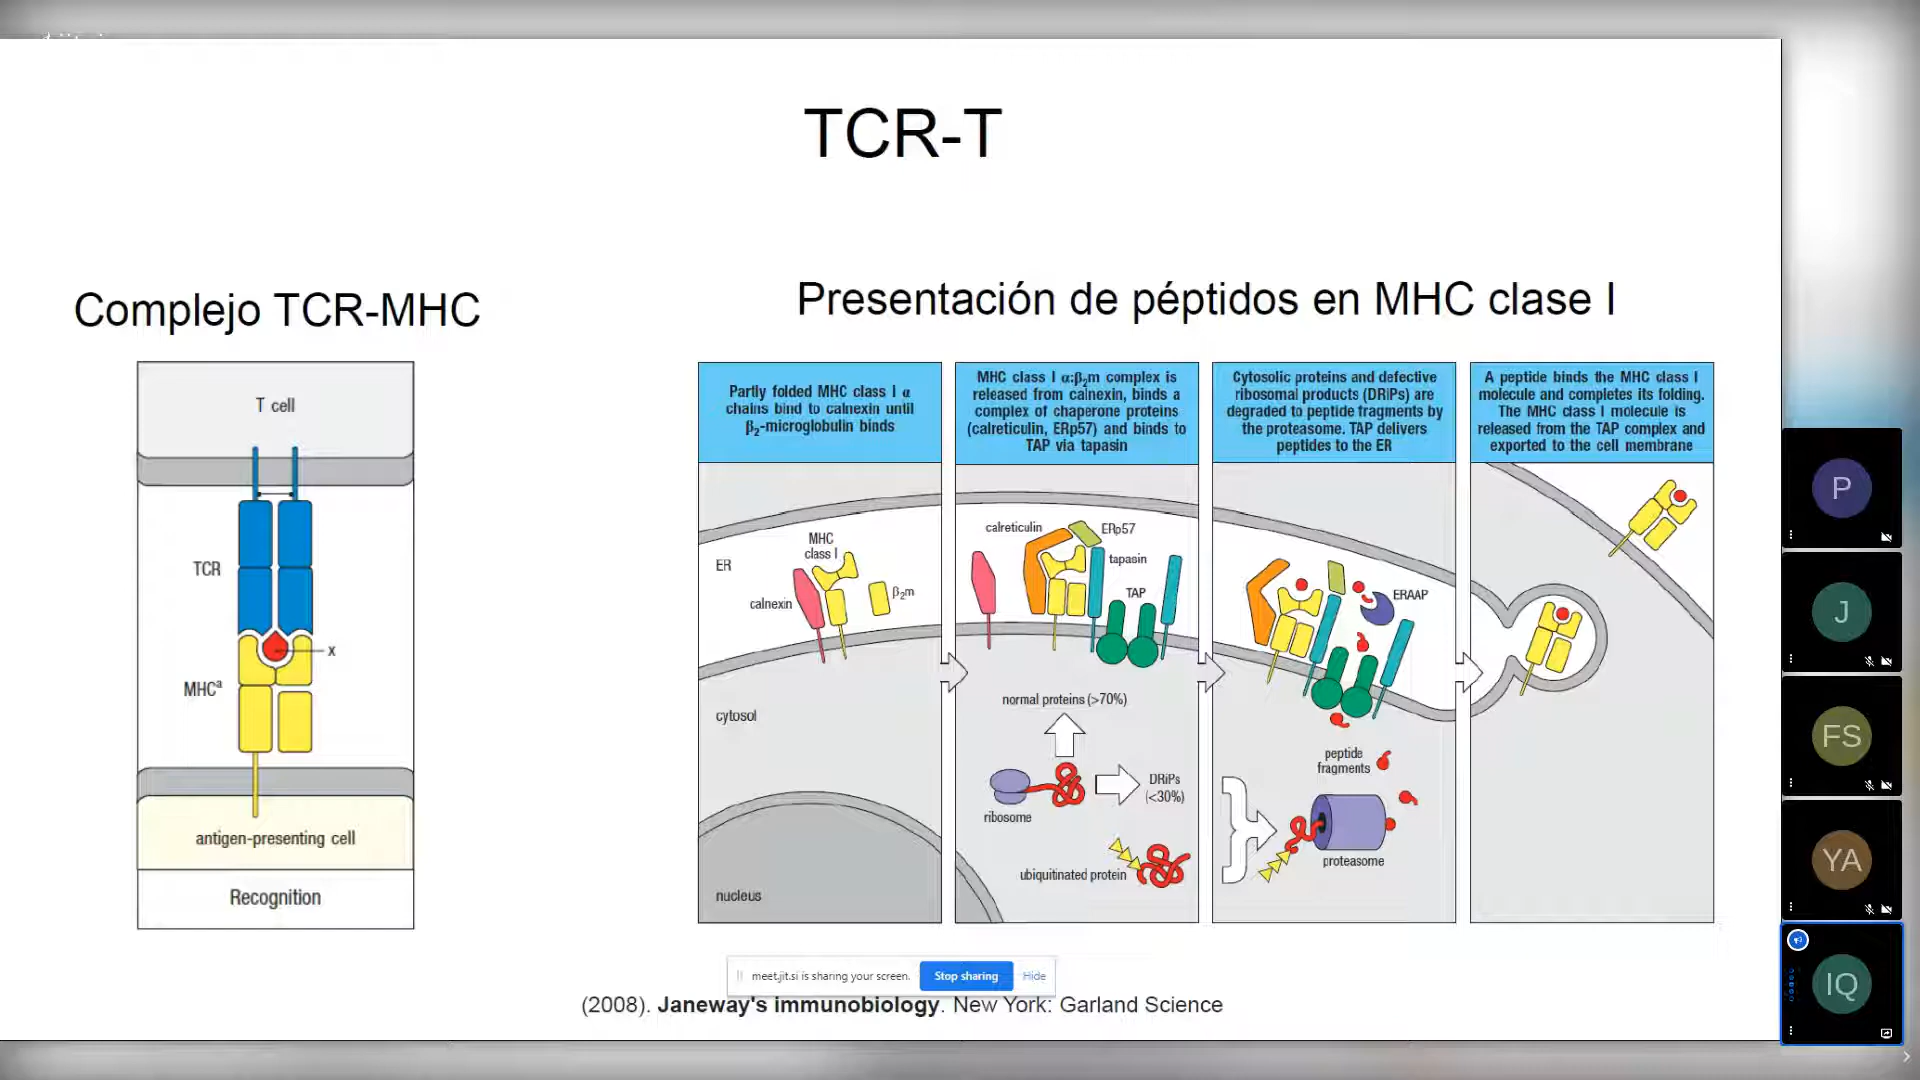 TCR-T
Complejo TCR-MHC
Presentación de péptidos en MHC clase I
T cell
TCR
x
MHCª
antigen-presenting cell
Recognition
Partly folded MHC class I α
chains bind to calnexin until
β2-microglobulin binds
ER
MHC
class I
calnexin
β2m
cytosol
nucleus
MHC class I α:β2m complex is
released from calnexin, binds a
complex of chaperone proteins
(calreticulin, ERp57) and binds to
TAP via tapasin
calreticulin
ERp57
tapasin
TAP
normal proteins (>70%)
DRiPs
(<30%)
ribosome
ubiquitinated protein
Cytosolic proteins and defective
ribosomal products (DRiPs) are
degraded to peptide fragments by
the proteasome. TAP delivers
peptides to the ER
ERAAP
peptide
fragments
proteasome
A peptide binds the MHC class I
molecule and completes its folding.
The MHC class I molecule is
released from the TAP complex and
exported to the cell membrane
meet.jit.si is sharing your screen.
Stop sharing
Hide
(2008). Janeway's immunobiology. New York: Garland Science
P
J
FS
YA
IQ